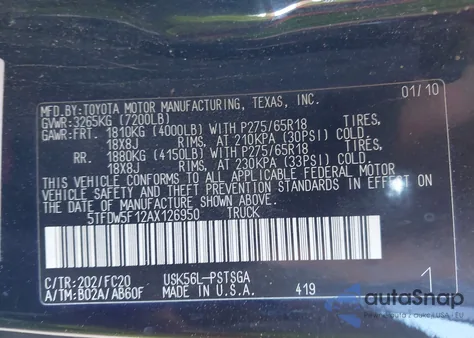 MFD.BY:TOYOTA MOTOR MANUFACTURING, TEXAS, INC. 01/10
GVWR:3265KG (7200LB)
GAWR:FRT. 1810KG (4000LB) WITH P275/65R18 TIRES,
18X8J RIMS, AT 210KPA (30PSI) COLD.
RR. 1880KG (4150LB) WITH P275/65R18 TIRES,
18X8J RIMS, AT 230KPA (33PSI) COLD.
THIS VEHICLE CONFORMS TO ALL APPLICABLE FEDERAL MOTOR
VEHICLE SAFETY AND THEFT PREVENTION STANDARDS IN EFFECT ON
THE DATE OF MANUFACTURE SHOWN ABOVE.
5TFDW5F12AX126950 TRUCK
C/TR:202/FC20 USK56L-PSTSGA
A/TM:B02A/AB60F MADE IN U.S.A. 419 1
autoSnap